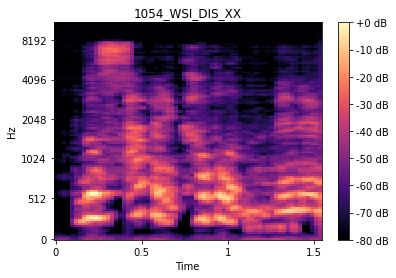 1054_WSI_DIS_XX
+0 dB
8192
-10 dB
4096
-20 dB
-30 dB
Hz
2048
-40 dB
1024
-50 dB
512
-60 dB
-70 dB
0
-80 dB
0
0.5
1
1.5
Time